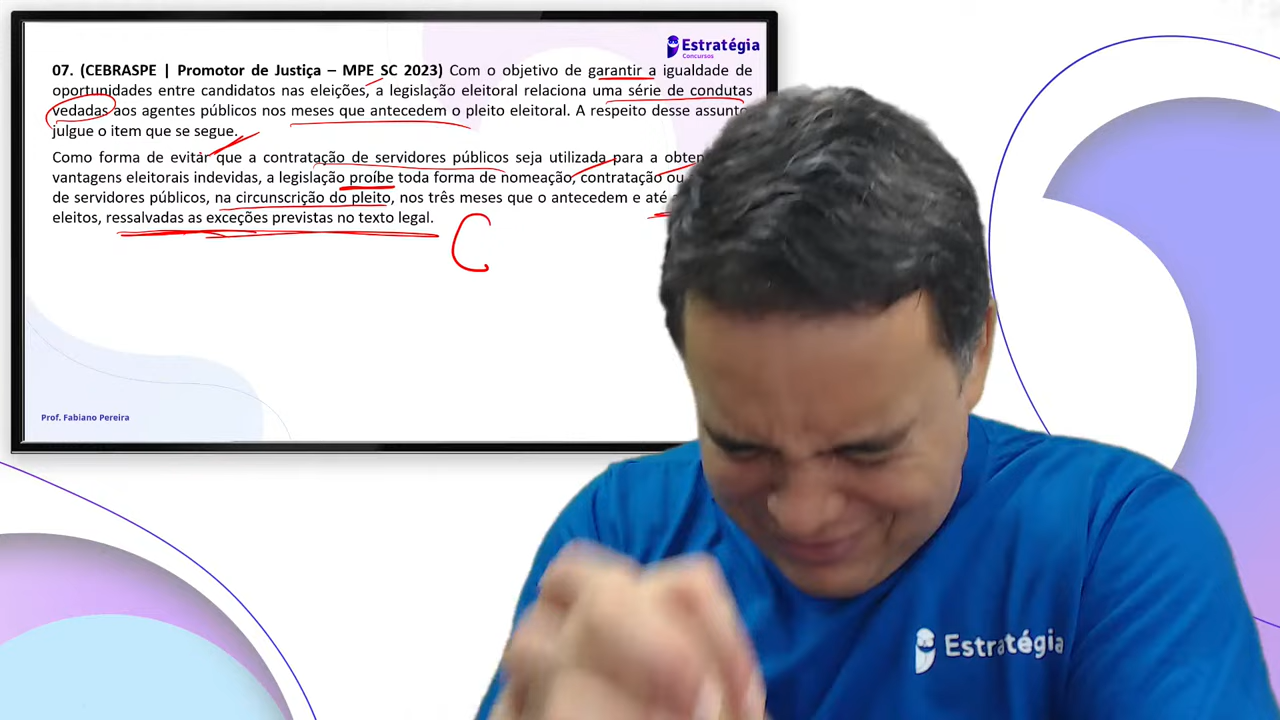 Estratégia
Concursos
07. (CEBRASPE | Promotor de Justiça – MPE SC 2023) Com o objetivo de garantir a igualdade de
oportunidades entre candidatos nas eleições, a legislação eleitoral relaciona uma série de condutas
vedadas aos agentes públicos nos meses que antecedem o pleito eleitoral. A respeito desse assunto
julgue o item que se segue.
Como forma de evitar que a contratação de servidores públicos seja utilizada para a
vantagens eleitorais indevidas, a legislação proíbe toda forma de nomeação, contratação ou
de servidores públicos, na circunscrição do pleito, nos três meses que o antecedem e até
eleitos, ressalvadas as exceções previstas no texto legal.
C
Prof. Fabiano Pereira
Estratégia